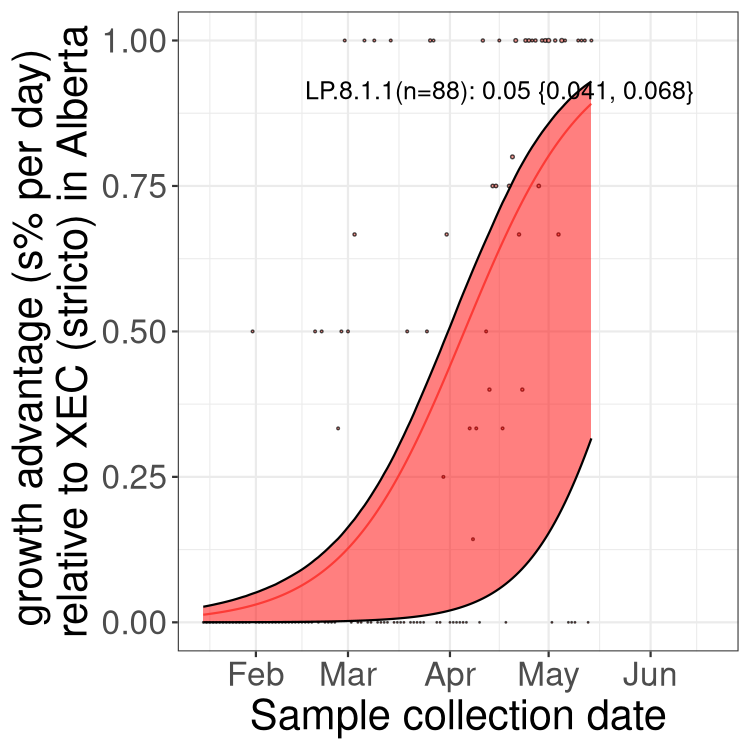 growth advantage (s% per day)
relative to XEC (stricto) in Alberta
1.00
0.75
0.50
0.25
0.00
LP.8.1.1(n=88): 0.05 {0.041, 0.068}
Feb Mar Apr May Jun
Sample collection date